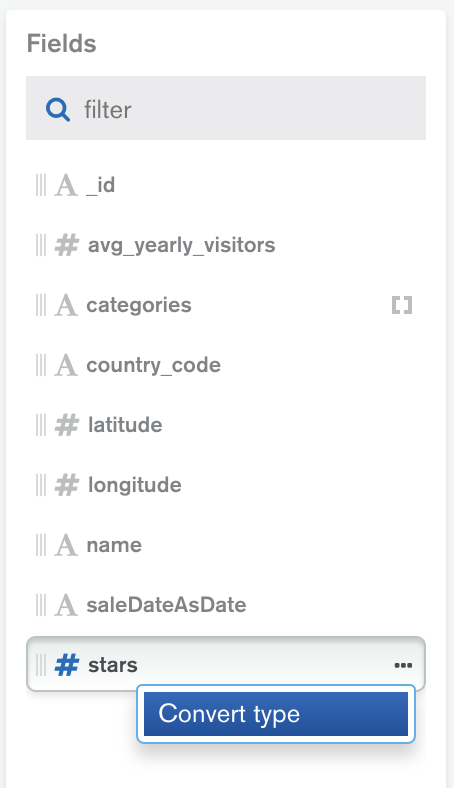 Fields
filter
A _id
# avg_yearly_visitors
A categories []
A country_code
# latitude
# longitude
A name
A saleDateAsDate
# stars ...
Convert type